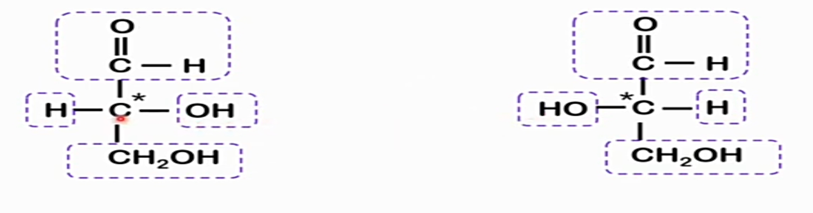 O O
|| ||
C — H C — H
H — C* — OH HO — *C — H
CH₂OH CH₂OH